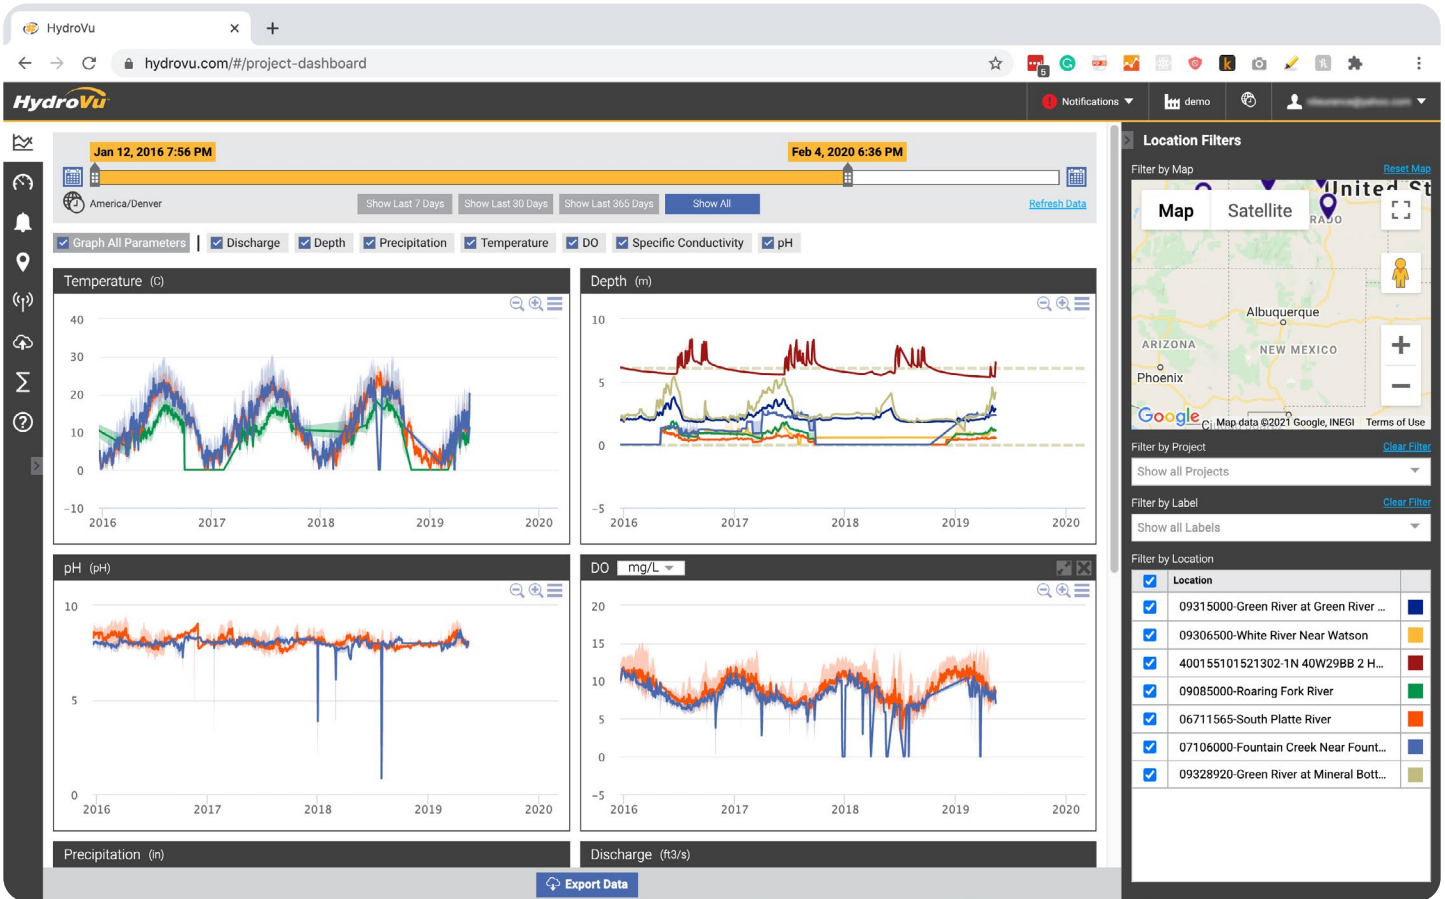 HydroVu
hydrovu.com/#/project-dashboard
5
HydroVu
Notifications
demo
Jan 12, 2016 7:56 PM
Feb 4, 2020 6:36 PM
America/Denver
Show Last 7 Days
Show Last 30 Days
Show Last 365 Days
Show All
Refresh Data
Graph All Parameters
Discharge
Depth
Precipitation
Temperature
DO
Specific Conductivity
pH
Temperature (C)
40
30
20
10
0
-10
2016 2017 2018 2019 2020
Depth (m)
10
5
0
-5
2016 2017 2018 2019 2020
pH (pH)
10
5
0
2016 2017 2018 2019 2020
DO mg/L
20
15
10
5
0
-5
2016 2017 2018 2019 2020
Precipitation (in)
Discharge (ft3/s)
Export Data
Location Filters
Filter by Map
Reset Map
United St
Map
Satellite
RADO
Albuquerque
ARIZONA
NEW MEXICO
Phoenix
Google
Map data ©2021 Google, INEGI
Terms of Use
Filter by Project
Clear Filter
Show all Projects
Filter by Label
Clear Filter
Show all Labels
Filter by Location
Location
09315000-Green River at Green River ...
09306500-White River Near Watson
400155101521302-1N 40W29BB 2 H...
09085000-Roaring Fork River
06711565-South Platte River
07106000-Fountain Creek Near Fount...
09328920-Green River at Mineral Bott...